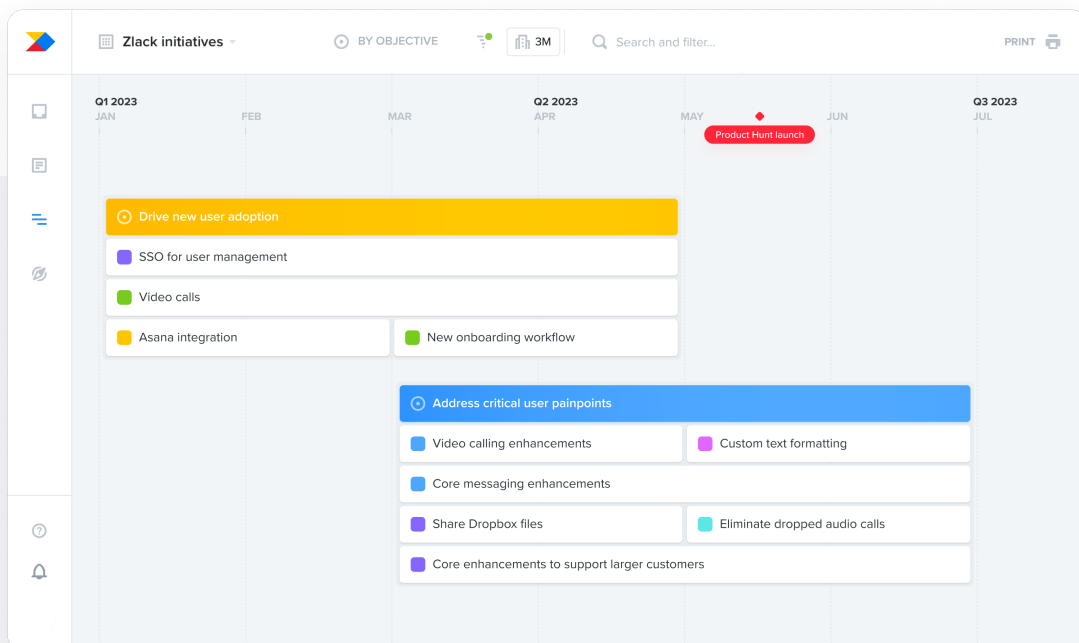 Zlack initiatives
BY OBJECTIVE
3M
Search and filter...
PRINT
Q1 2023
Q2 2023
Q3 2023
JAN
FEB
MAR
APR
MAY
JUN
JUL
Product Hunt launch
Drive new user adoption
SSO for user management
Video calls
Asana integration
New onboarding workflow
Address critical user painpoints
Video calling enhancements
Custom text formatting
Core messaging enhancements
Share Dropbox files
Eliminate dropped audio calls
Core enhancements to support larger customers
?